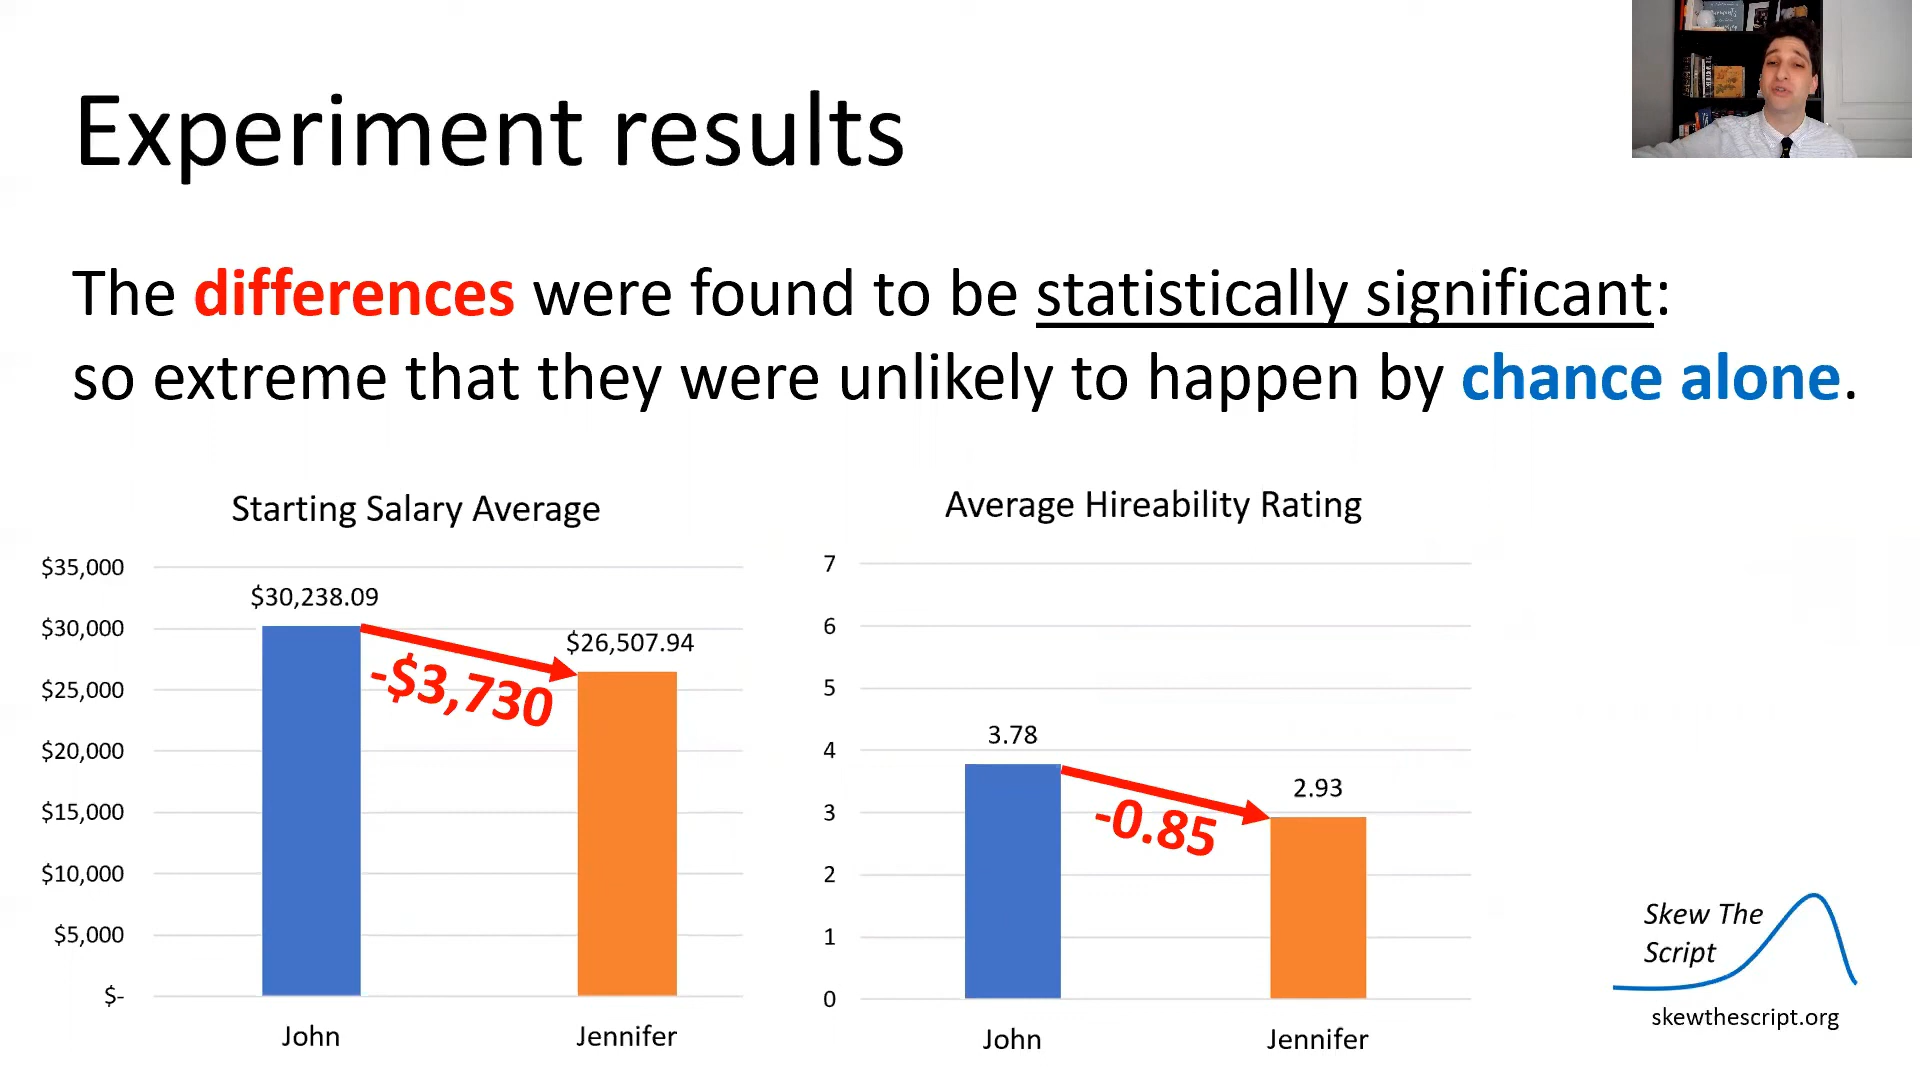 Experiment results
The differences were found to be statistically significant:
so extreme that they were unlikely to happen by chance alone.
Starting Salary Average
$35,000
$30,000
$25,000
$20,000
$15,000
$10,000
$5,000
$-
$30,238.09
$26,507.94
-$3,730
John
Jennifer
Average Hireability Rating
7
6
5
4
3
2
1
0
3.78
2.93
-0.85
John
Jennifer
Skew The
Script
skewthescript.org